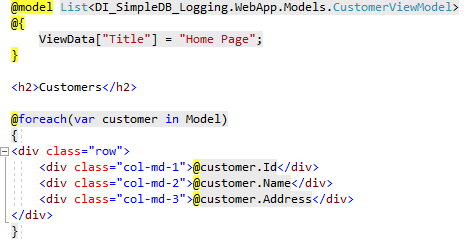 @model List<DI_SimpleDB_Logging.WebApp.Models.CustomerViewModel>
@{
    ViewData["Title"] = "Home Page";
}
<h2>Customers</h2>
@foreach(var customer in Model)
{
<div class="row">
    <div class="col-md-1">@customer.Id</div>
    <div class="col-md-2">@customer.Name</div>
    <div class="col-md-3">@customer.Address</div>
</div>
}